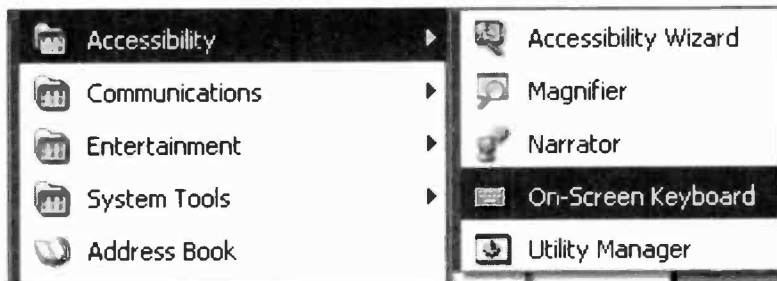 Accessibility
Communications
Entertainment
System Tools
Address Book
Accessibility Wizard
Magnifier
Narrator
On-Screen Keyboard
Utility Manager